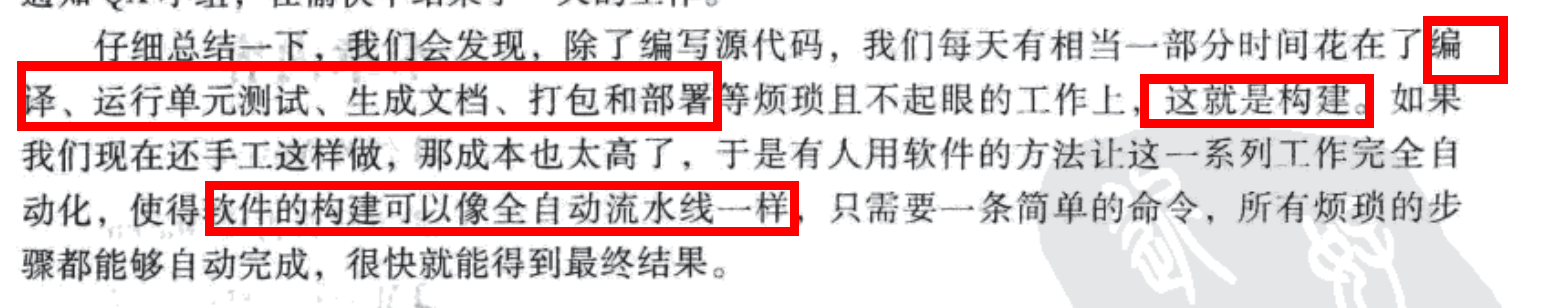 仔细总结一下，我们会发现，除了编写源代码，我们每天有相当一部分时间花在了编
译、运行单元测试、生成文档、打包和部署等烦琐且不起眼的工作上，这就是构建。如果
我们现在还手工这样做，那成本也太高了，于是有人用软件的方法让这一系列工作完全自
动化，使得软件的构建可以像全自动流水线一样，只需要一条简单的命令，所有烦琐的步
骤都能够自动完成，很快就能得到最终结果。